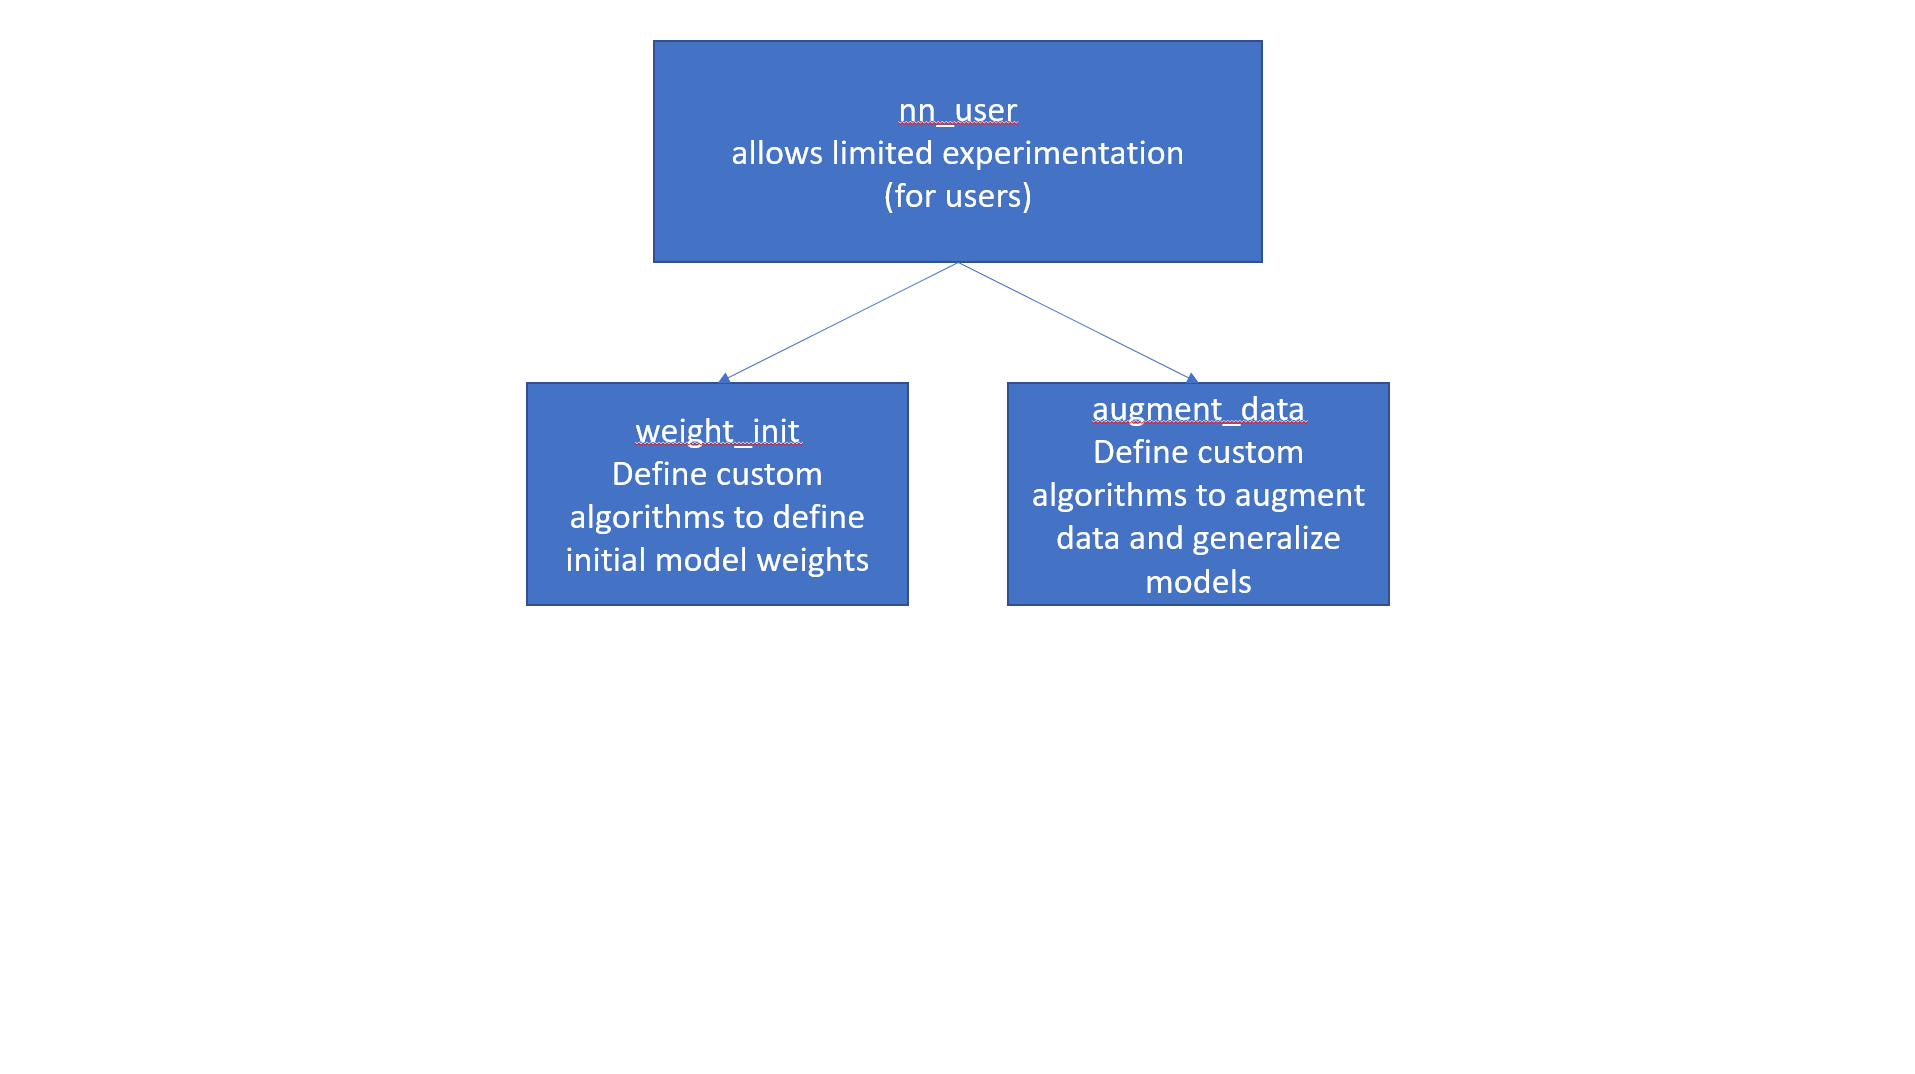 nn_user
allows limited experimentation
(for users)
weight_init
Define custom
algorithms to define
initial model weights
augment_data
Define custom
algorithms to augment
data and generalize
models